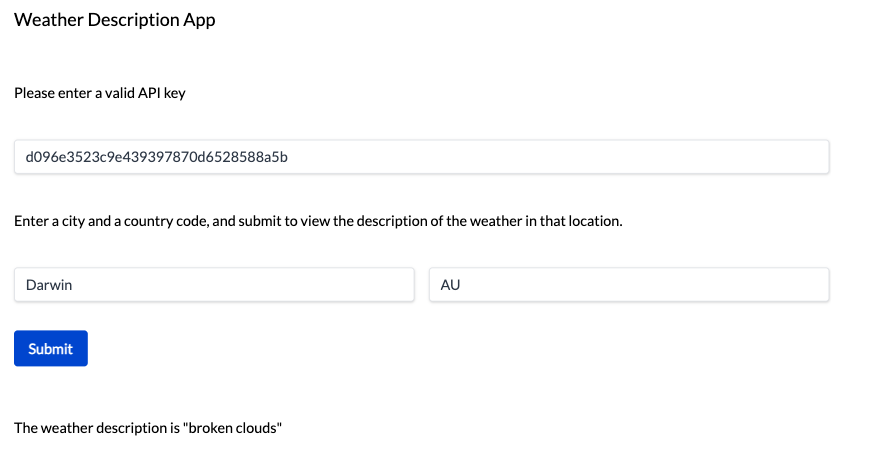 Weather Description App
Please enter a valid API key
d096e3523c9e439397870d6528588a5b
Enter a city and a country code, and submit to view the description of the weather in that location.
Darwin
AU
Submit
The weather description is "broken clouds"